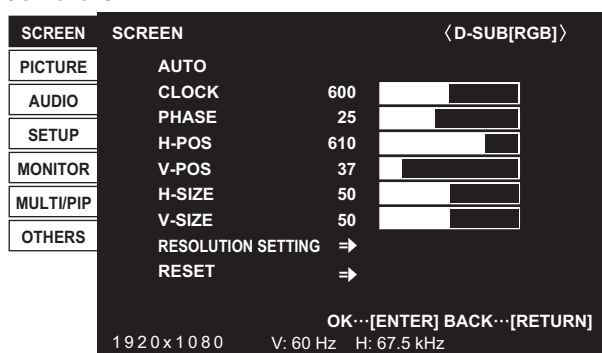 SCREEN
PICTURE
AUDIO
SETUP
MONITOR
MULTI/PIP
OTHERS
SCREEN 〈D-SUB[RGB]〉
AUTO
CLOCK 600
PHASE 25
H-POS 610
V-POS 37
H-SIZE 50
V-SIZE 50
RESOLUTION SETTING
RESET
OK⋯[ENTER] BACK⋯[RETURN]
1920x1080 V: 60 Hz H: 67.5 kHz